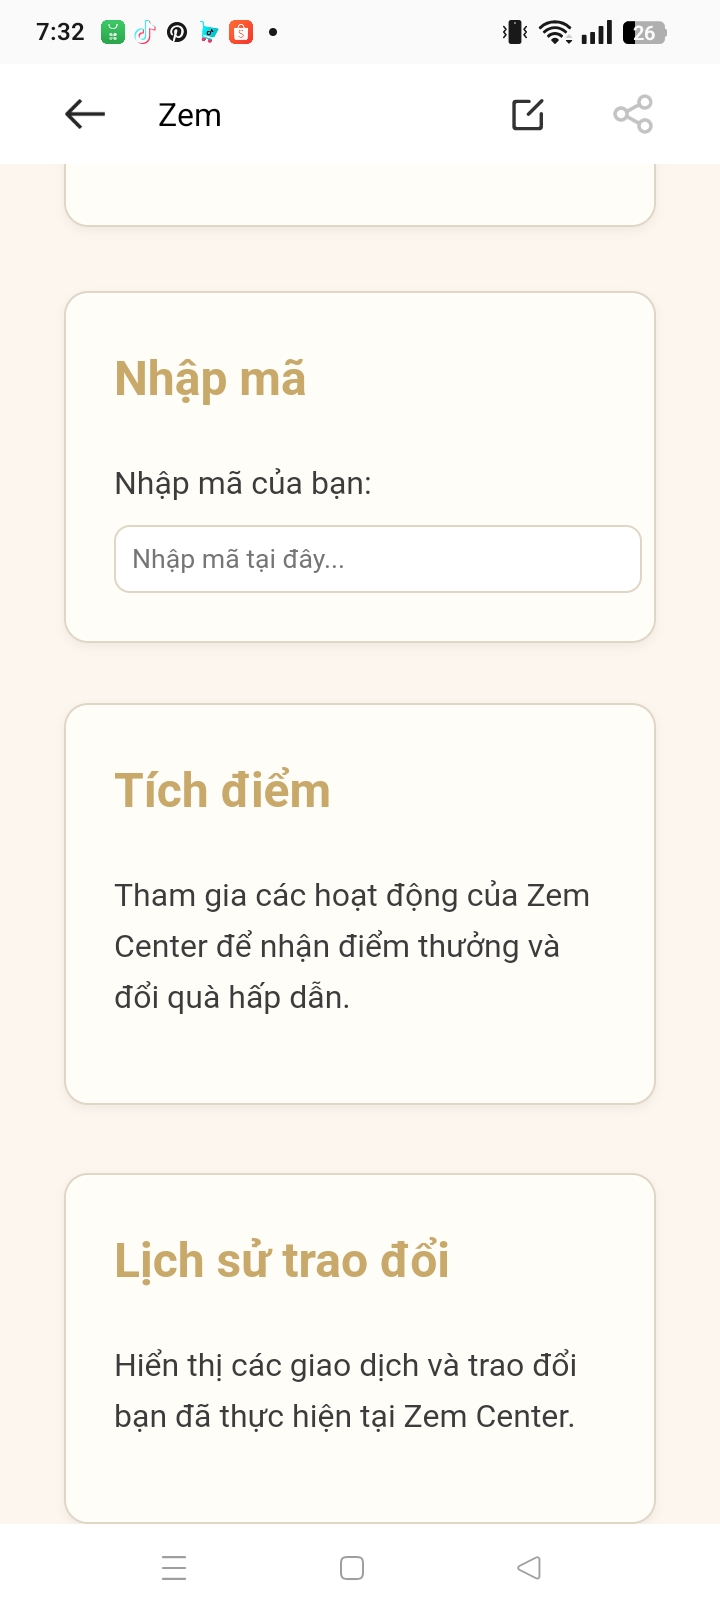 7:32
26
Zem
Nhập mã
Nhập mã của bạn:
Nhập mã tại đây...
Tích điểm
Tham gia các hoạt động của Zem
Center để nhận điểm thưởng và
đổi quà hấp dẫn.
Lịch sử trao đổi
Hiển thị các giao dịch và trao đổi
bạn đã thực hiện tại Zem Center.